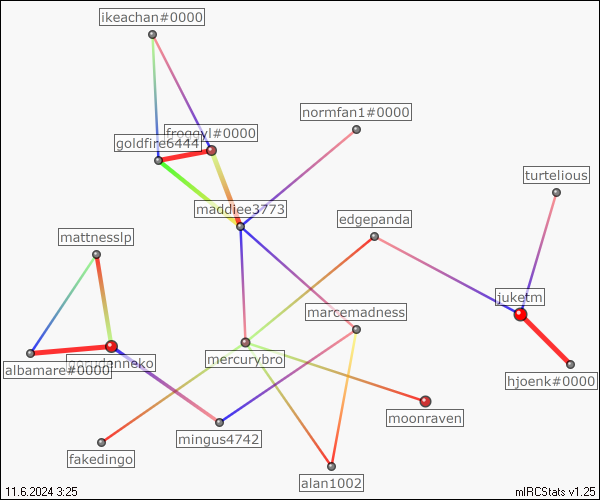 ikeachan#0000
normfan1#0000
froggyl#0000
goldfire6444
turtelious
maddiee3773
edgepanda
mattnesslp
juketm
marcemadness
mercurybro
albamare#0000
hjoenk#0000
moonraven
mingus4742
fakedingo
alan1002
11.6.2024 3:25
mIRCStats v1.25